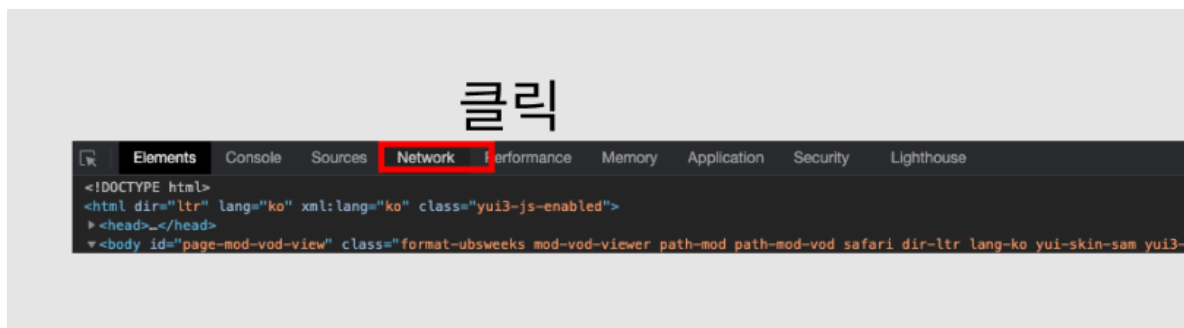 클릭
Elements Console Sources Network Performance Memory Application Security Lighthouse
<!DOCTYPE html>
<html dir="ltr" lang="ko" xml:lang="ko" class="yui3-js-enabled">
▶<head>…</head>
▼<body id="page-mod-vod-view" class="format-ubsweeks mod-vod-viewer path-mod path-mod-vod safari dir-ltr lang-ko yui-skin-sam yui3-